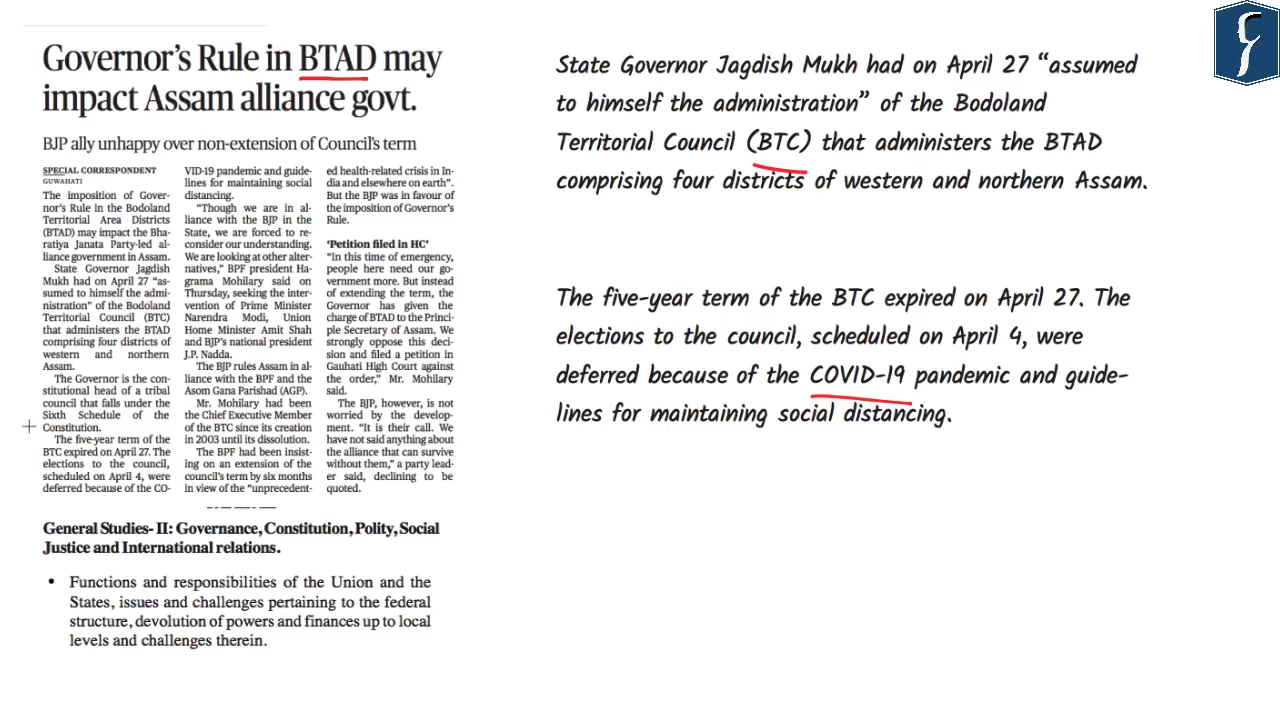 Governor's Rule in BTAD may
impact Assam alliance govt.
BJP ally unhappy over non-extension of Council's term
SPECIAL CORRESPONDENT
GUWAHATI
The imposition of Gover-
nor's Rule in the Bodoland
Territorial Area Districts
(BTAD) may impact the Bha-
ratiya Janata Party-led al-
liance government in Assam.
State Governor Jagdish
Mukh had on April 27 "as-
sumed to himself the admi-
nistration" of the Bodoland
Territorial Council (BTC)
that administers the BTAD
comprising four districts of
western and northern
Assam.
The Governor is the con-
stitutional head of a tribal
council that falls under the
Sixth Schedule of the
Constitution.
The five-year term of the
BTC expired on April 27. The
elections to the council,
scheduled on April 4, were
deferred because of the CO-
VID-19 pandemic and guide-
lines for maintaining social
distancing.
"Though we are in al-
liance with the BJP in the
State, we are forced to re-
consider our understanding.
We are looking at other alter-
natives," BPF president Ha-
grama Mohilary said on
Thursday, seeking the inter-
vention of Prime Minister
Narendra Modi, Union
Home Minister Amit Shah
and BJP's national president
J.P. Nadda.
The BJP rules Assam in al-
liance with the BPF and the
Asom Gana Parishad (AGP).
Mr. Mohilary had been
the Chief Executive Member
of the BTC since its creation
in 2003 until its dissolution.
The BPF had been insist-
ing on an extension of the
council's term by six months
in view of the "unprecedent-
ed health-related crisis in In-
dia and elsewhere on earth".
But the BJP was in favour of
the imposition of Governor's
Rule.
'Petition filed in HC'
"In this time of emergency,
people here need our go-
vernment more. But instead
of extending the term, the
Governor has given the
charge of BTAD to the Princi-
ple Secretary of Assam. We
strongly oppose this deci-
sion and filed a petition in
Gauhati High Court against
the order," Mr. Mohilary
said.
The BJP, however, is not
worried by the develop-
ment. "It is their call. We
have not said anything about
the alliance that can survive
without them," a party lead-
er said, declining to be
quoted.
General Studies- II: Governance, Constitution, Polity, Social
Justice and International relations.
• Functions and responsibilities of the Union and the
States, issues and challenges pertaining to the federal
structure, devolution of powers and finances up to local
levels and challenges therein.
State Governor Jagdish Mukh had on April 27 "assumed
to himself the administration" of the Bodoland
Territorial Council (BTC) that administers the BTAD
comprising four districts of western and northern Assam.
The five-year term of the BTC expired on April 27. The
elections to the council, scheduled on April 4, were
deferred because of the COVID-19 pandemic and guide-
lines for maintaining social distancing.